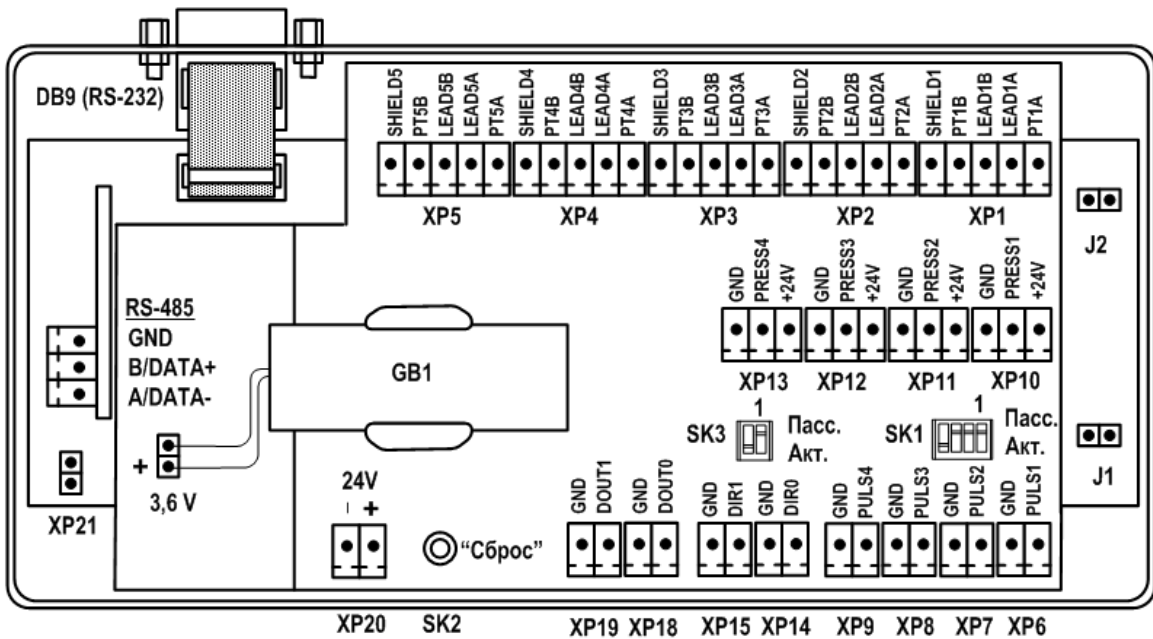 DB9 (RS-232)
SHIELD5 PT5B LEAD5B LEAD5A PT5A SHIELD4 PT4B LEAD4B LEAD4A PT4A SHIELD3 PT3B LEAD3B LEAD3A PT3A SHIELD2 PT2B LEAD2B LEAD2A PT2A SHIELD1 PT1B LEAD1B LEAD1A PT1A
XP5 XP4 XP3 XP2 XP1
J2
GND PRESS4 +24V GND PRESS3 +24V GND PRESS2 +24V GND PRESS1 +24V
XP13 XP12 XP11 XP10
RS-485
GND
B/DATA+
A/DATA-
GB1
1 1
SK3 Пасс. SK1 Пасс.
Акт. Акт.
+
3,6 V
J1
24V
– +
GND DOUT1 GND DOUT0 GND DIR1 GND DIR0 GND PULS4 GND PULS3 GND PULS2 GND PULS1
XP21
“Сброс”
XP20 SK2 XP19 XP18 XP15 XP14 XP9 XP8 XP7 XP6